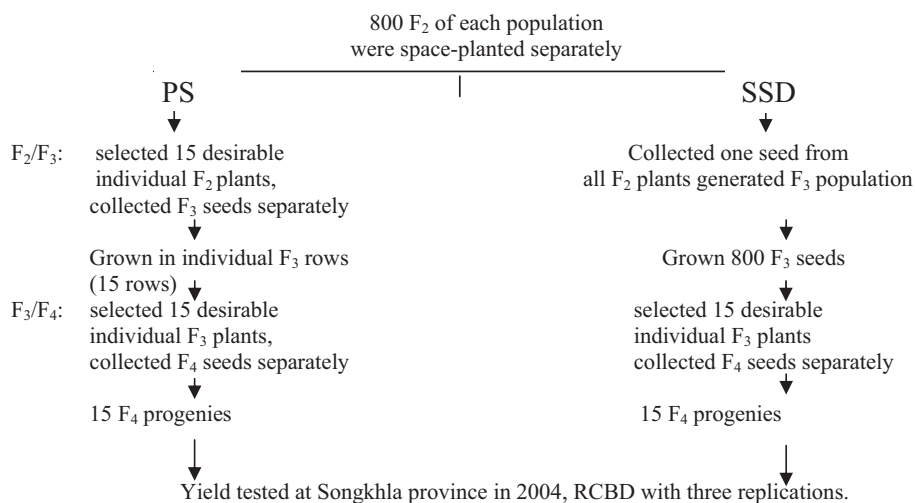 800 F₂ of each population
were space-planted separately
PS
SSD
F₂/F₃:
selected 15 desirable
individual F₂ plants,
collected F₃ seeds separately
Collected one seed from
all F₂ plants generated F₃ population
Grown in individual F₃ rows
(15 rows)
Grown 800 F₃ seeds
F₃/F₄:
selected 15 desirable
individual F₃ plants,
collected F₄ seeds separately
selected 15 desirable
individual F₃ plants
collected F₄ seeds separately
15 F₄ progenies
15 F₄ progenies
Yield tested at Songkhla province in 2004, RCBD with three replications.